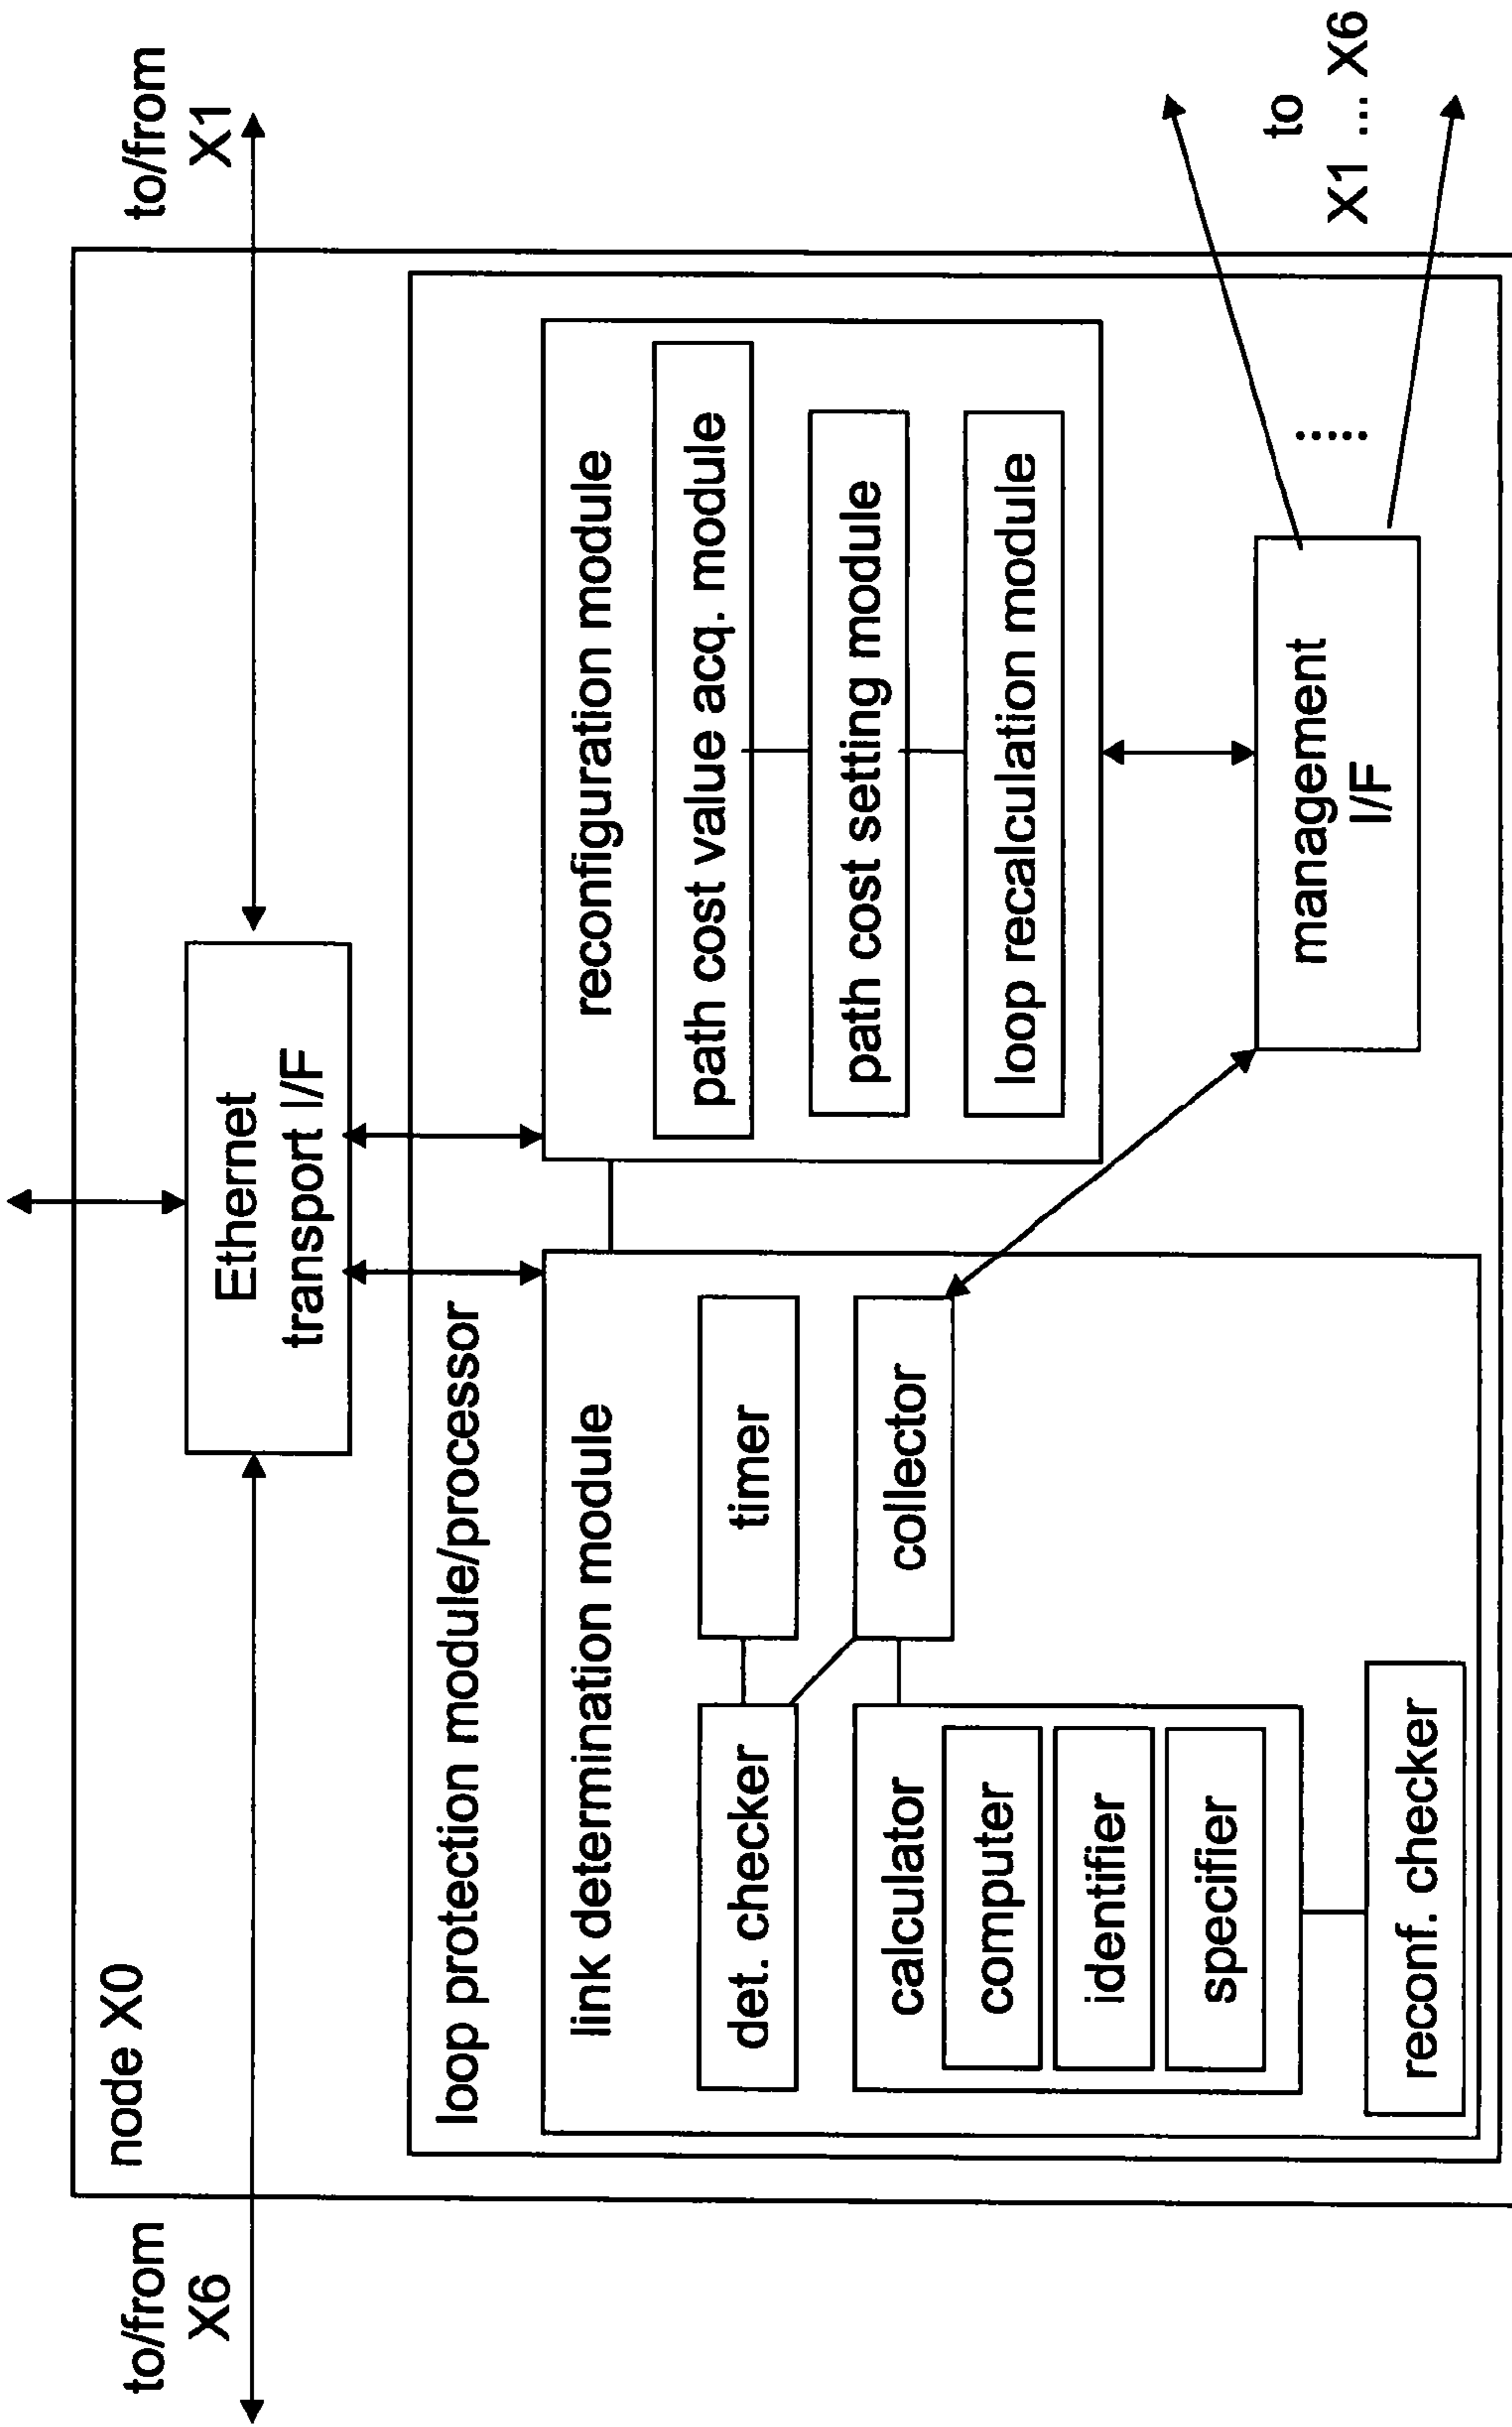 to/from
X6
node X0
Ethernet
transport I/F
to/from
X1
loop protection module/processor
link determination module
det. checker
timer
collector
calculator
computer
identifier
specifier
reconf. checker
reconfiguration module
path cost value acq. module
path cost setting module
loop recalculation module
management
I/F
to
X1 ... X6